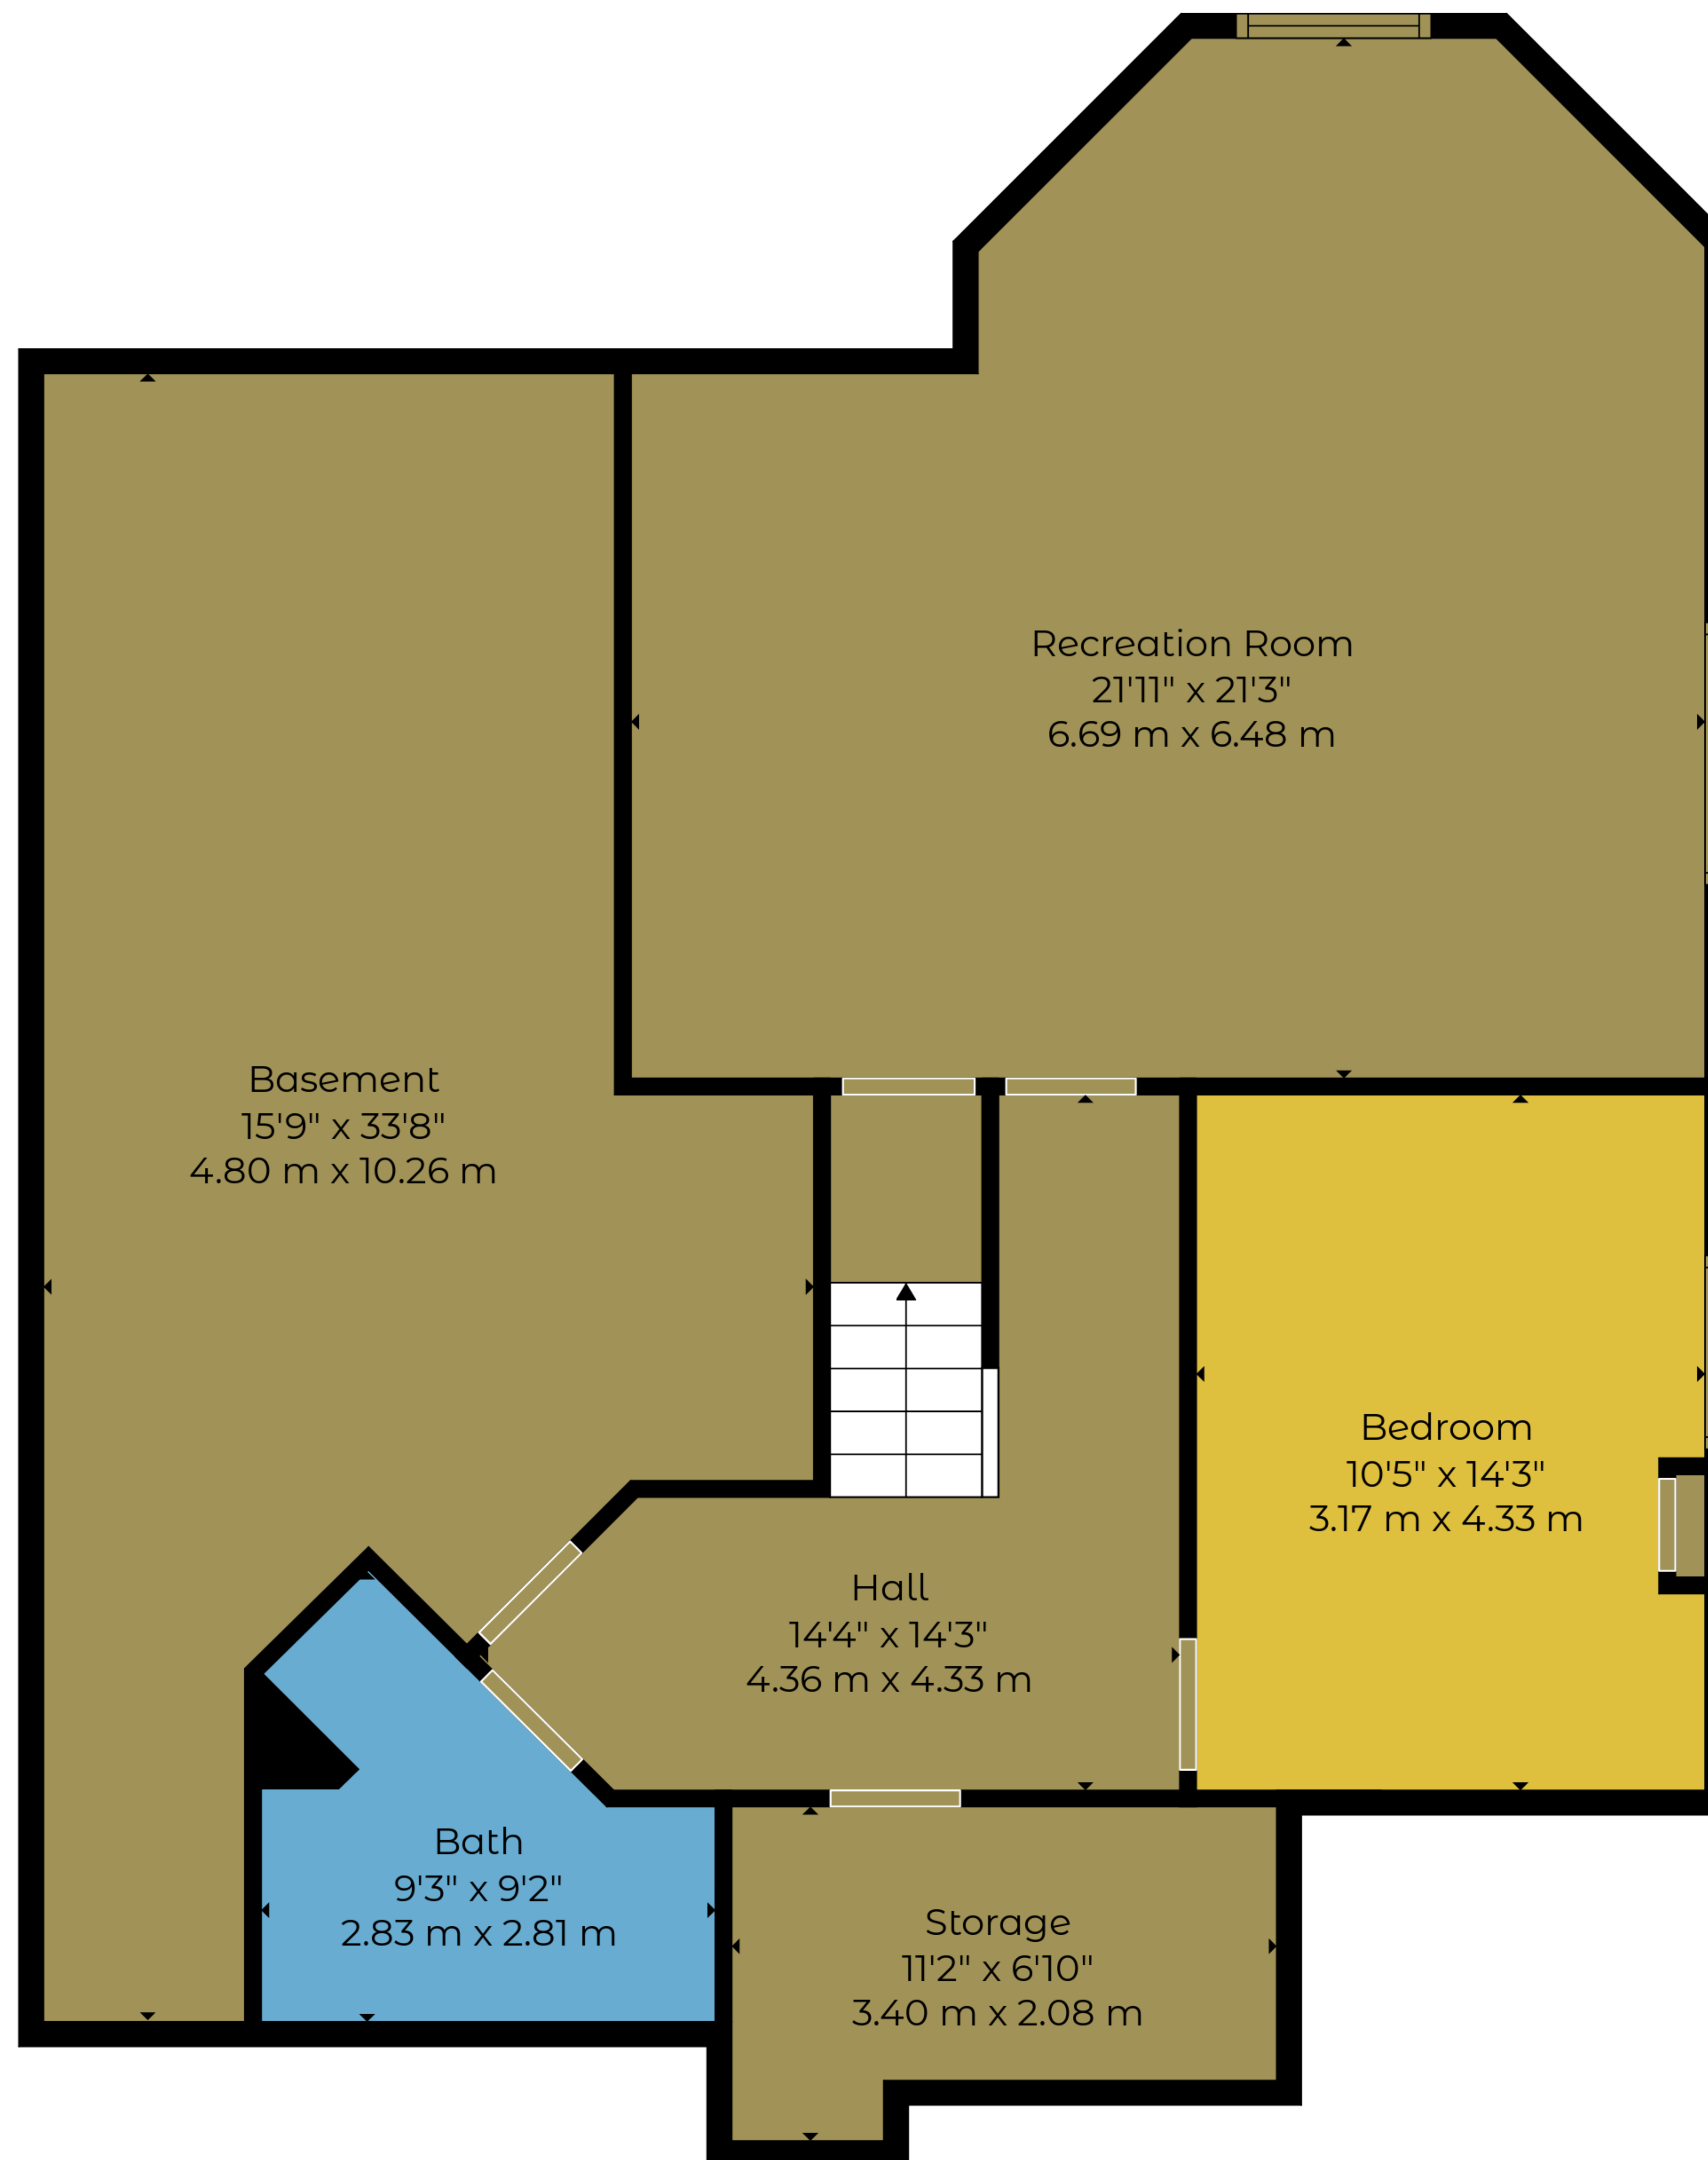 Recreation Room
21'11" x 21'3"
6.69 m x 6.48 m
Basement
15'9" x 33'8"
4.80 m x 10.26 m
Bedroom
10'5" x 14'3"
3.17 m x 4.33 m
Hall
14'4" x 14'3"
4.36 m x 4.33 m
Bath
9'3" x 9'2"
2.83 m x 2.81 m
Storage
11'2" x 6'10"
3.40 m x 2.08 m